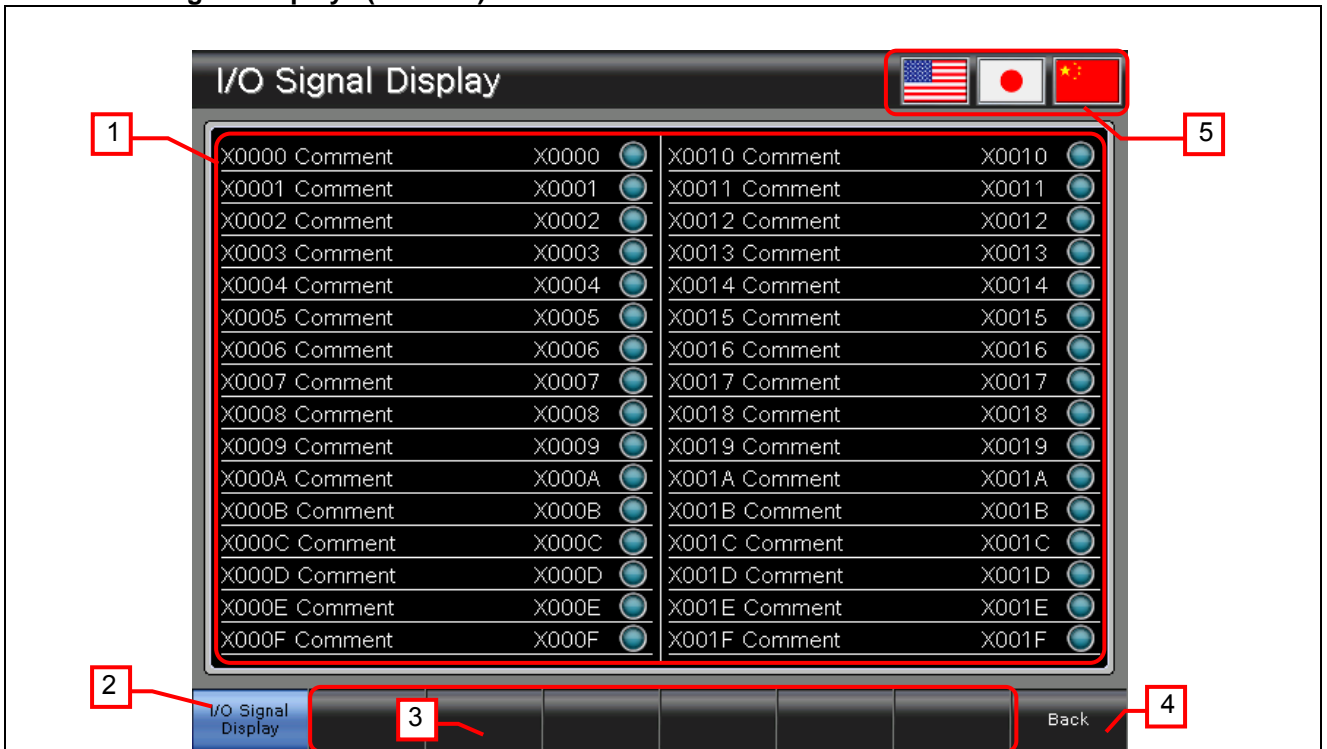 I/O Signal Display
1
5
X0000 Comment X0000 X0010 Comment X0010
X0001 Comment X0001 X0011 Comment X0011
X0002 Comment X0002 X0012 Comment X0012
X0003 Comment X0003 X0013 Comment X0013
X0004 Comment X0004 X0014 Comment X0014
X0005 Comment X0005 X0015 Comment X0015
X0006 Comment X0006 X0016 Comment X0016
X0007 Comment X0007 X0017 Comment X0017
X0008 Comment X0008 X0018 Comment X0018
X0009 Comment X0009 X0019 Comment X0019
X000A Comment X000A X001A Comment X001A
X000B Comment X000B X001B Comment X001B
X000C Comment X000C X001C Comment X001C
X000D Comment X000D X001D Comment X001D
X000E Comment X000E X001E Comment X001E
X000F Comment X000F X001F Comment X001F
2
I/O Signal
Display
3
Back
4